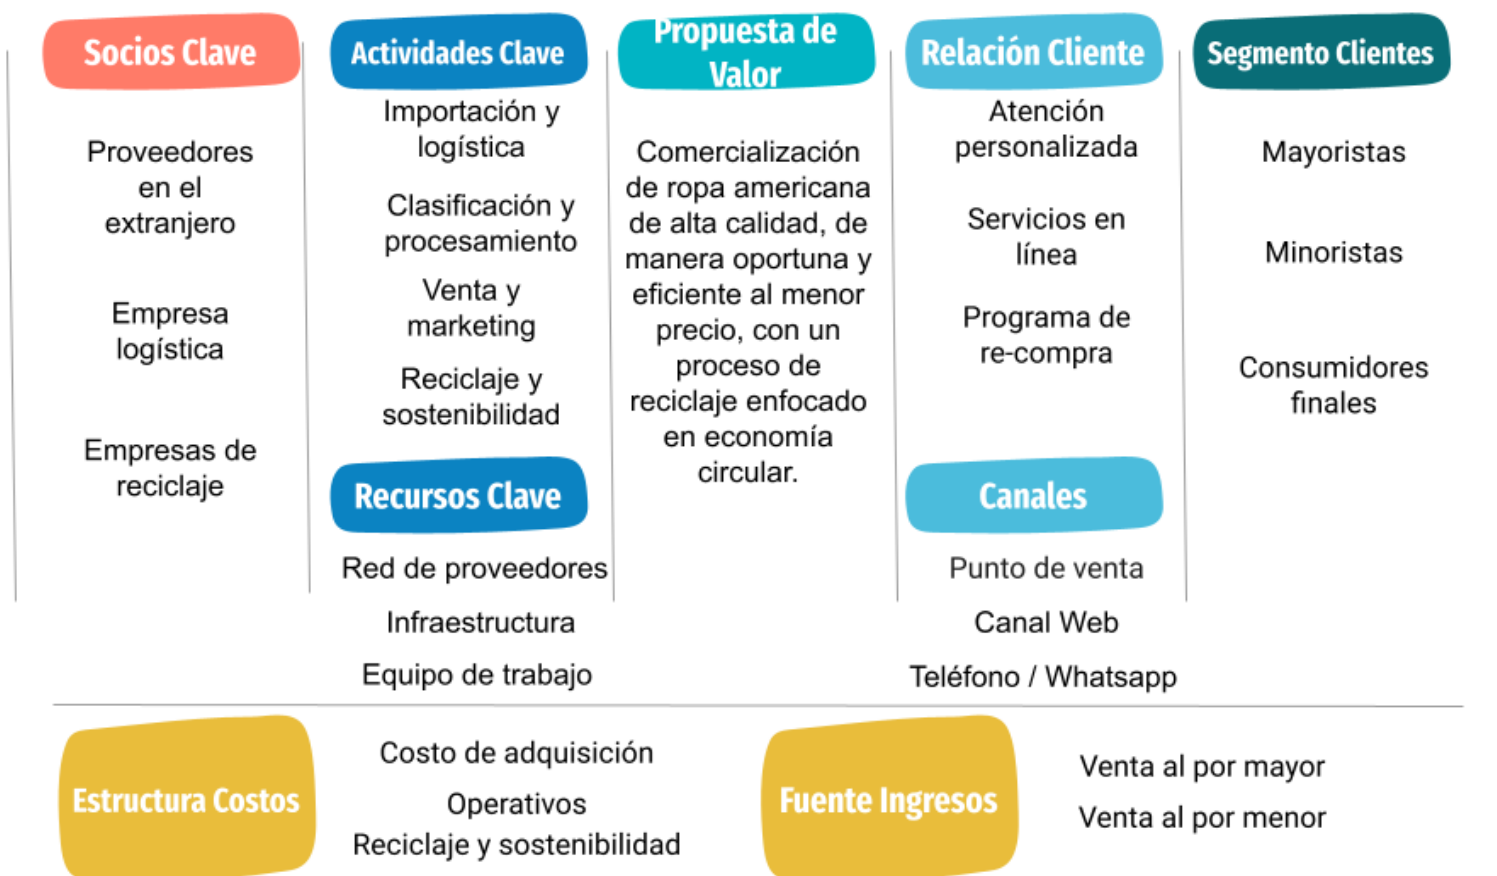 Socios Clave
Proveedores
en el
extranjero
Empresa
logística
Empresas de
reciclaje
Actividades Clave
Importación y
logística
Clasificación y
procesamiento
Venta y
marketing
Reciclaje y
sostenibilidad
Recursos Clave
Red de proveedores
Infraestructura
Equipo de trabajo
Propuesta de
Valor
Comercialización
de ropa americana
de alta calidad, de
manera oportuna y
eficiente al menor
precio, con un
proceso de
reciclaje enfocado
en economía
circular.
Relación Cliente
Atención
personalizada
Servicios en
línea
Programa de
re-compra
Canales
Punto de venta
Canal Web
Teléfono / Whatsapp
Segmento Clientes
Mayoristas
Minoristas
Consumidores
finales
Estructura Costos
Costo de adquisición
Operativos
Reciclaje y sostenibilidad
Fuente Ingresos
Venta al por mayor
Venta al por menor